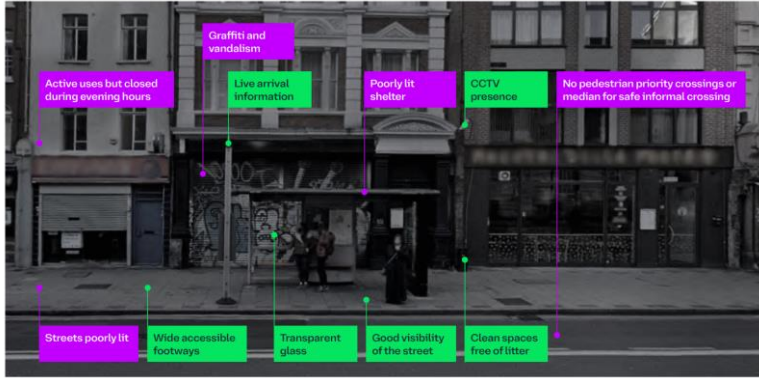 Graffiti and
vandalism
Active uses but closed
during evening hours
Live arrival
information
Poorly lit
shelter
CCTV
presence
No pedestrian priority crossings or
median for safe informal crossing
Streets poorly lit
Wide accessible
footways
Transparent
glass
Good visibility
of the street
Clean spaces
free of litter